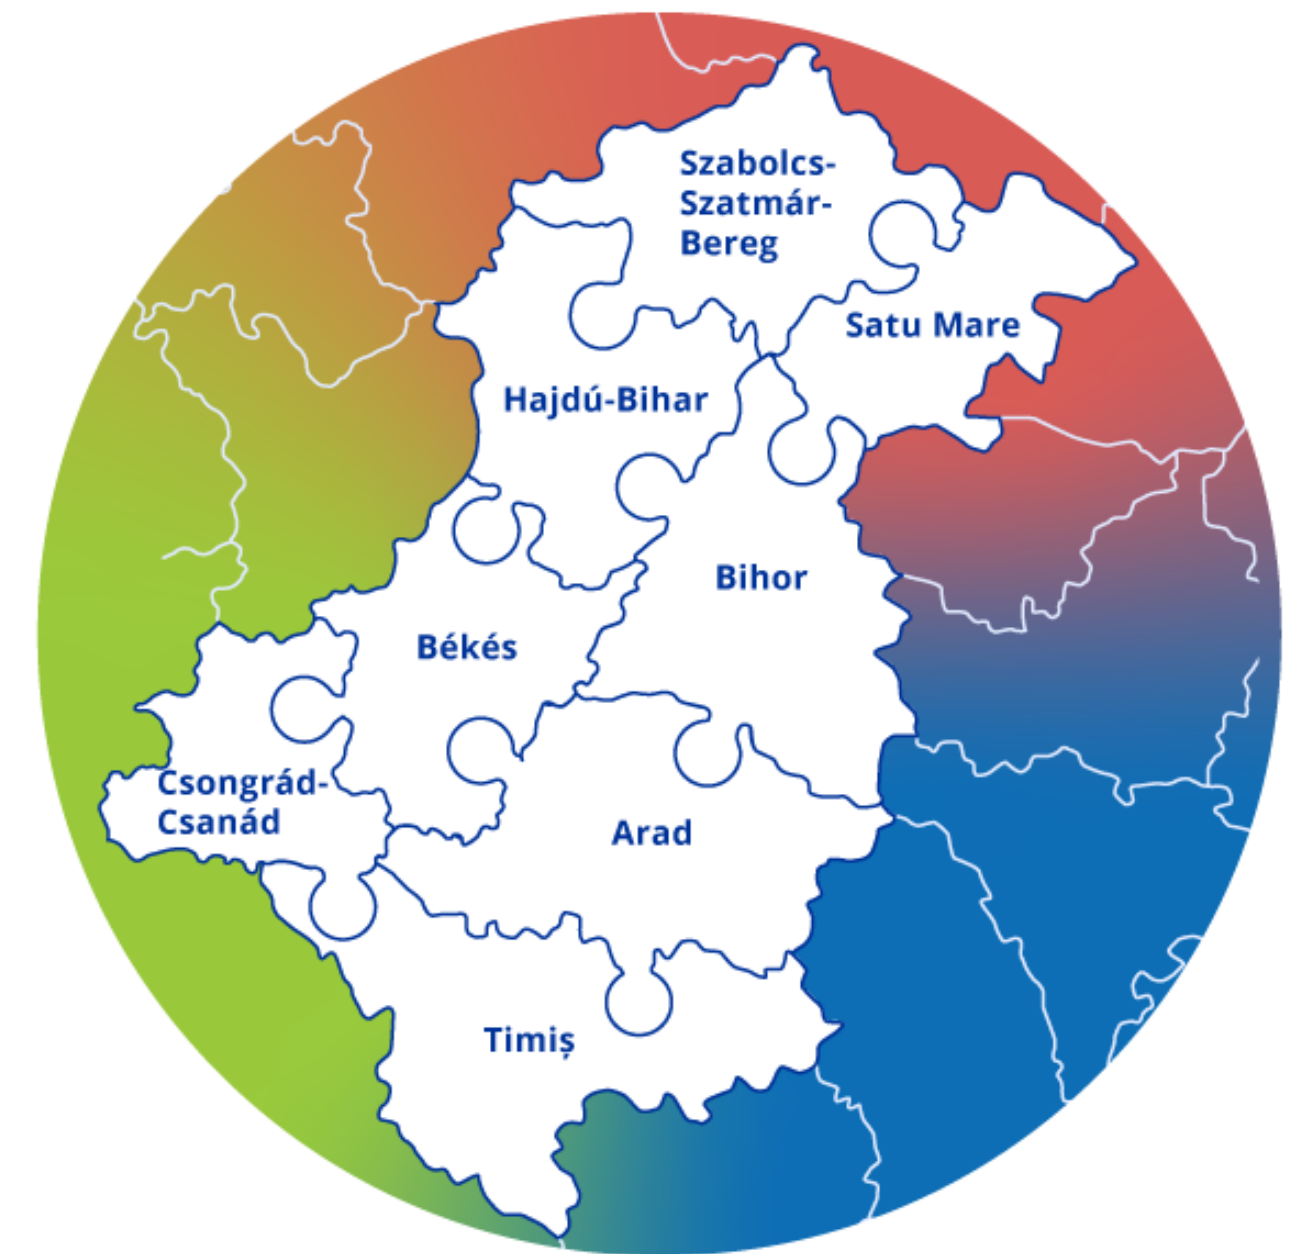 Szabolcs-
Szatmár-
Bereg
Satu Mare
Hajdú-Bihar
Bihor
Békés
Csongrád-
Csanád
Arad
Timiș